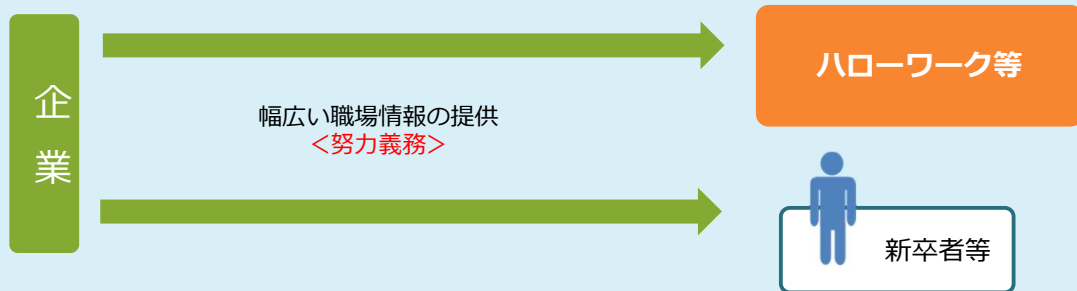 企業
ハローワーク等
幅広い職場情報の提供
＜努力義務＞
新卒者等